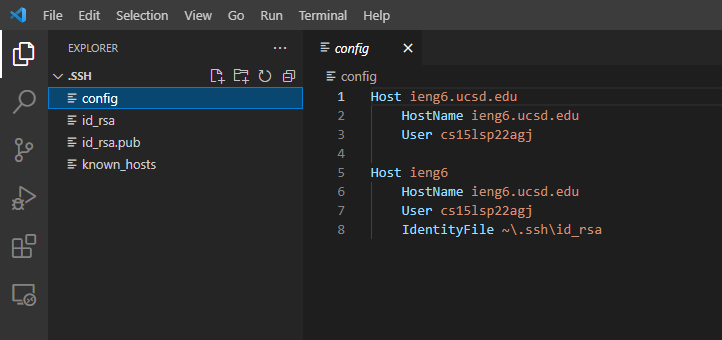 File Edit Selection View Go Run Terminal Help
EXPLORER
.SSH
config
id_rsa
id_rsa.pub
known_hosts
config
config
1 Host ieng6.ucsd.edu
2 HostName ieng6.ucsd.edu
3 User cs15lsp22agj
4
5 Host ieng6
6 HostName ieng6.ucsd.edu
7 User cs15lsp22agj
8 IdentityFile ~\.ssh\id_rsa